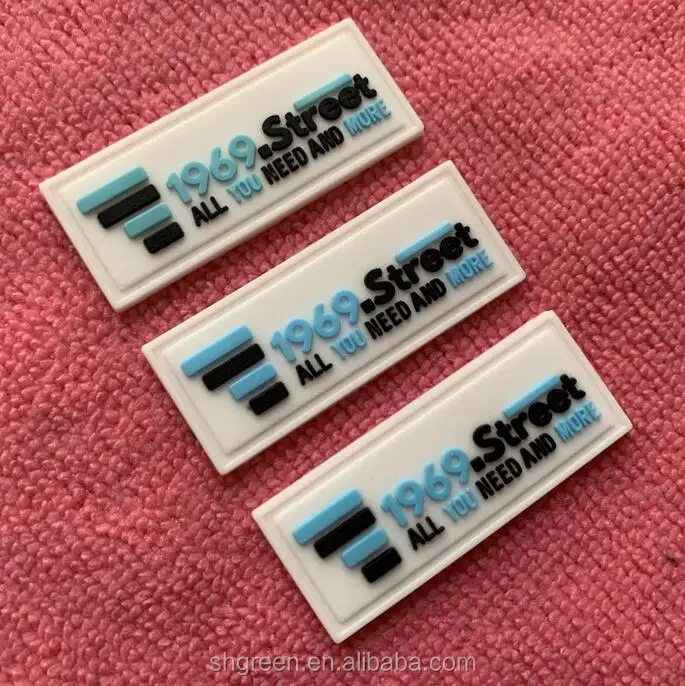 1969.Street
ALL YOU NEED AND MORE
1969.Street
ALL YOU NEED AND MORE
1969.Street
ALL YOU NEED AND MORE
shgreen.en.alibaba.com